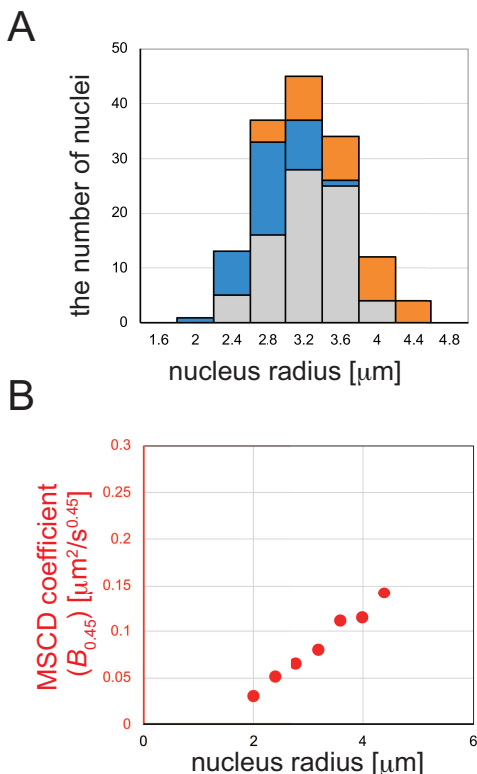 A
50
40
30
20
10
0
the number of nuclei
1.6 2 2.4 2.8 3.2 3.6 4 4.4 4.8
nucleus radius [μm]
B
0.3
0.25
0.2
0.15
0.1
0.05
0
MSCD coefficient
(B0.45) [μm²/s^0.45]
0 2 4 6
nucleus radius [μm]